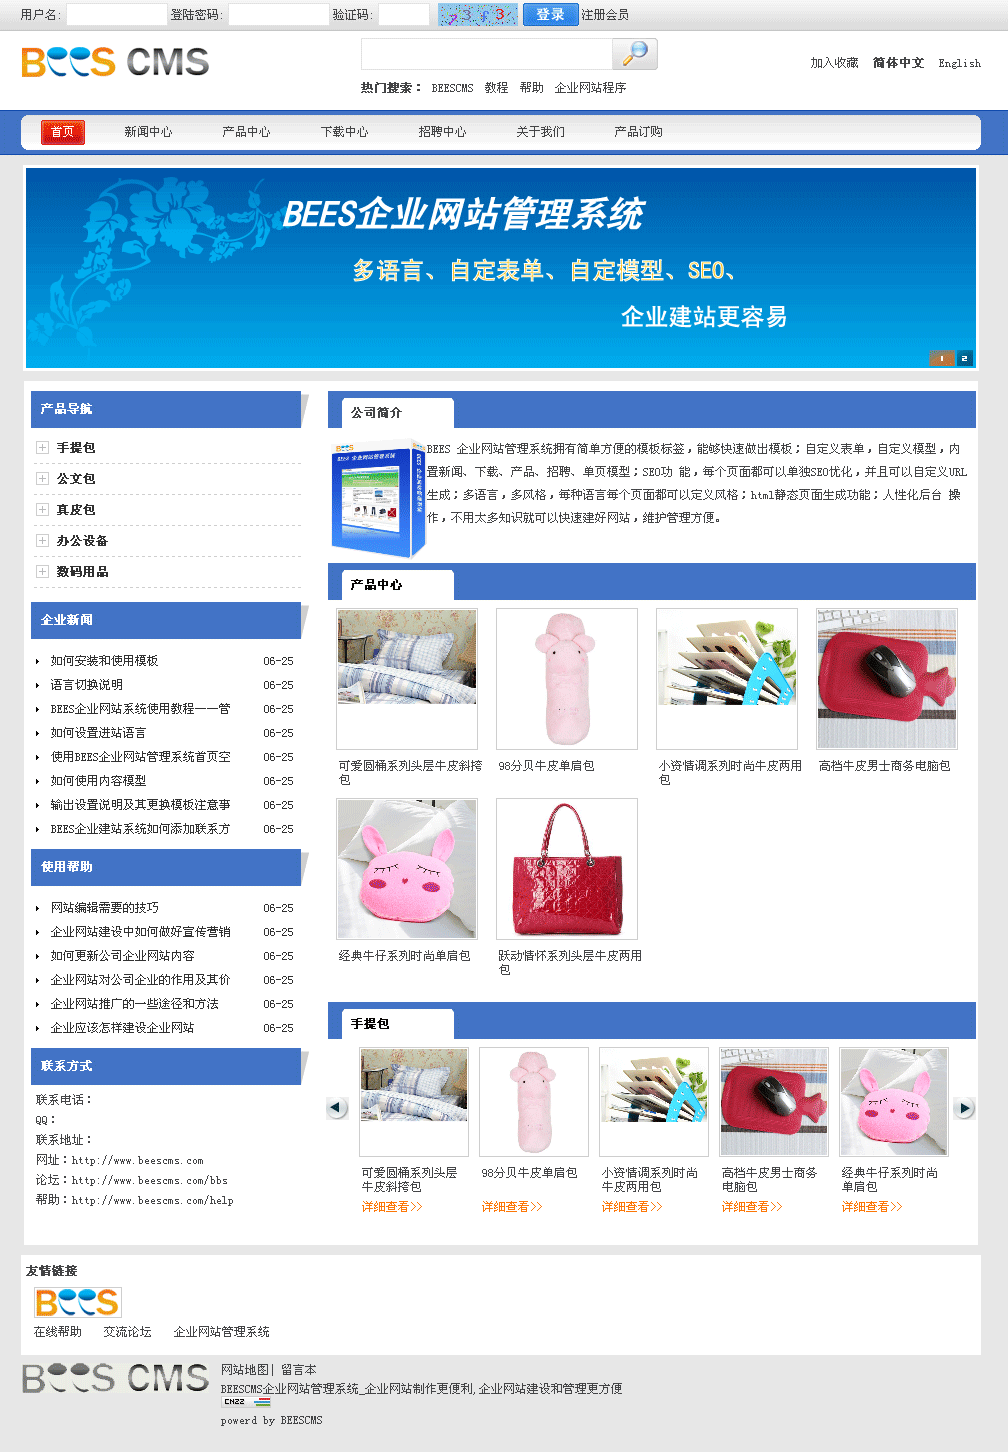 用户名: 登陆密码: 验证码: 登录 注册会员
BEES CMS
加入收藏 简体中文 English
热门搜索： BEESCMS 教程 帮助 企业网站程序
首页 新闻中心 产品中心 下载中心 招聘中心 关于我们 产品订购
BEES企业网站管理系统
多语言、自定表单、自定模型、SEO、
企业建站更容易
1 2
产品导航
手提包
公文包
真皮包
办公设备
数码用品
企业新闻
如何安装和使用模板 06-25
语言切换说明 06-25
BEES企业网站系统使用教程——管 06-25
如何设置进站语言 06-25
使用BEES企业网站管理系统首页空 06-25
如何使用内容模型 06-25
输出设置说明及其更换模板注意事 06-25
BEES企业建站系统如何添加联系方 06-25
使用帮助
网站编辑需要的技巧 06-25
企业网站建设中如何做好宣传营销 06-25
如何更新公司企业网站内容 06-25
企业网站对公司企业的作用及其价 06-25
企业网站推广的一些途径和方法 06-25
企业应该怎样建设企业网站 06-25
联系方式
联系电话：
QQ：
联系地址：
网址：http://www.beescms.com
论坛：http://www.beescms.com/bbs
帮助：http://www.beescms.com/help
公司简介
BEES 企业网站管理系统拥有简单方便的模板标签，能够快速做出模板；自定义表单，自定义模型，内
置新闻、下载、产品、招聘、单页模型；SEO功 能，每个页面都可以单独SEO优化，并且可以自定义URL
生成；多语言，多风格，每种语言每个页面都可以定义风格；html静态页面生成功能；人性化后台 操
作，不用太多知识就可以快速建好网站，维护管理方便。
产品中心
可爱圆桶系列头层牛皮斜挎
包
98分贝牛皮单肩包
小资情调系列时尚牛皮两用
包
高档牛皮男士商务电脑包
经典牛仔系列时尚单肩包
跃动情怀系列头层牛皮两用
包
手提包
可爱圆桶系列头层
牛皮斜挎包
详细查看>>
98分贝牛皮单肩包
详细查看>>
小资情调系列时尚
牛皮两用包
详细查看>>
高档牛皮男士商务
电脑包
详细查看>>
经典牛仔系列时尚
单肩包
详细查看>>
友情链接
BEES
在线帮助 交流论坛 企业网站管理系统
BEES CMS
网站地图| 留言本
BEESCMS企业网站管理系统_企业网站制作更便利,企业网站建设和管理更方便
CNZZ
powerd by BEESCMS